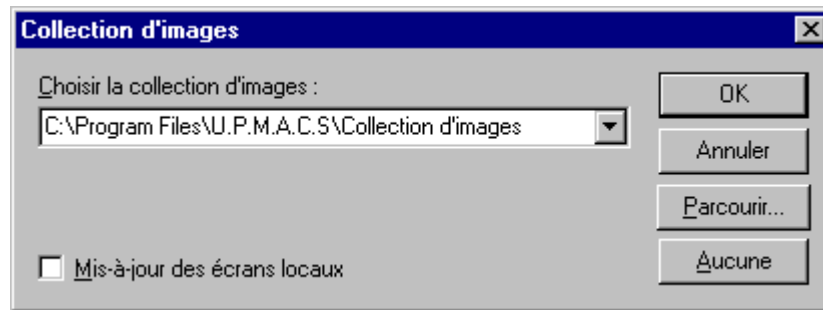 Collection d'images
Choisir la collection d'images :
C:\Program Files\U.P.M.A.C.S\Collection d'images
OK
Annuler
Parcourir...
Mis-à-jour des écrans locaux
Aucune